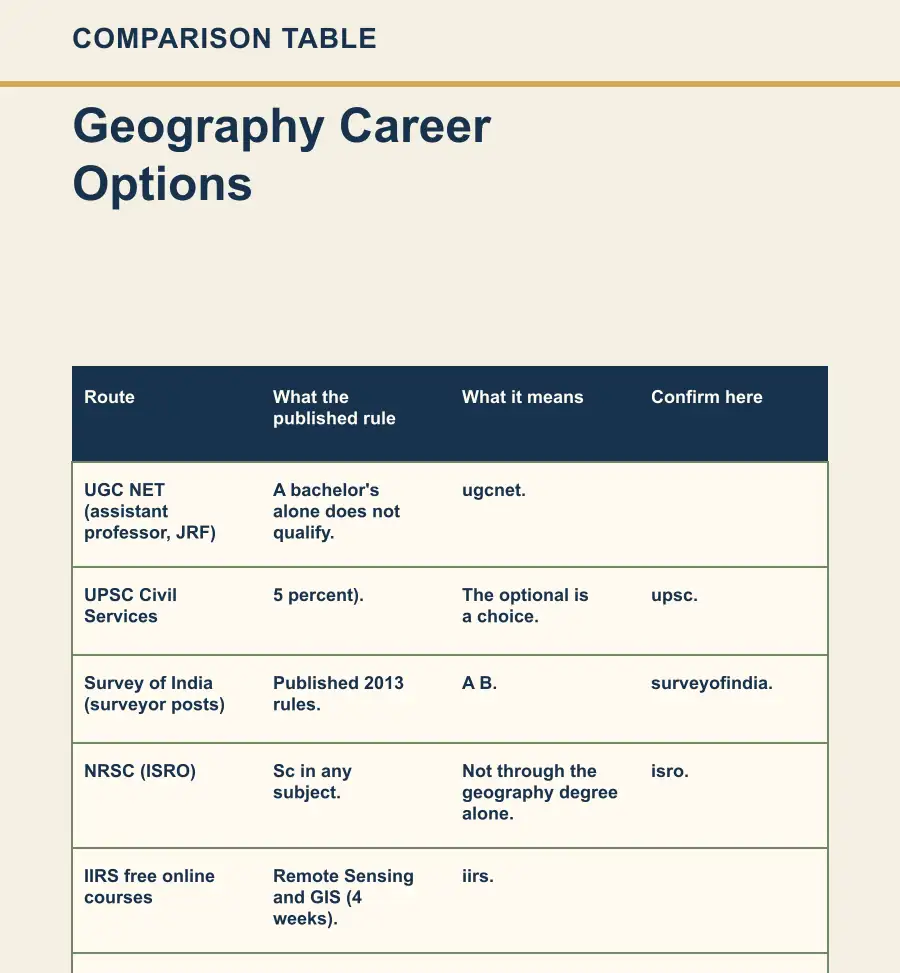 COMPARISON TABLE
Geography Career
Options
Route
What the
published rule
What it means
Confirm here
UGC NET
(assistant
professor, JRF)
A bachelor's
alone does not
qualify.
ugcnet.
UPSC Civil
Services
5 percent).
The optional is
a choice.
upsc.
Survey of India
(surveyor posts)
Published 2013
rules.
A B.
surveyofindia.
NRSC (ISRO)
Sc in any
subject.
Not through the
geography degree
alone.
isro.
IIRS free online
courses
Remote Sensing
and GIS (4
weeks).
iirs.